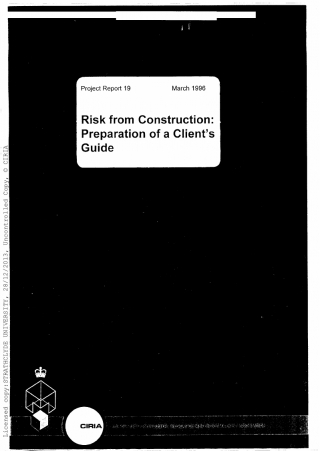 Project Report 19 March 1996
Risk from Construction:
Preparation of a Client's
Guide
Licensed copy:STRATHCLYDE UNIVERSITY, 28/12/2013, Uncontrolled Copy, © CIRIA
CIRIA